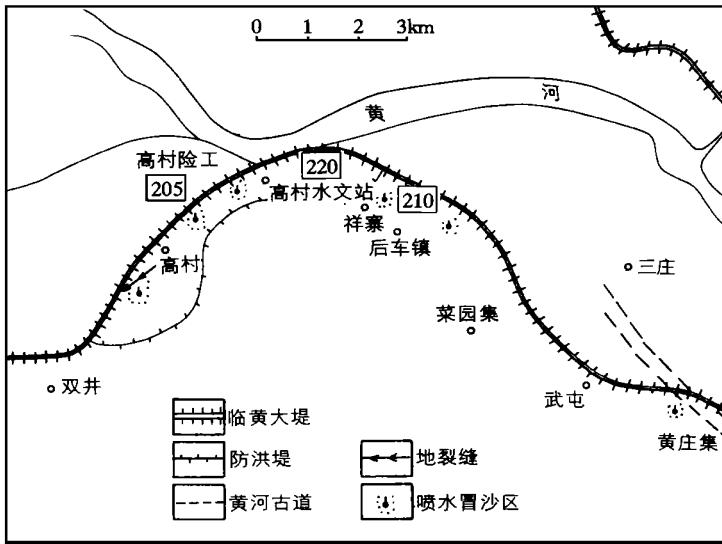 0 1 2 3km
黄 河
高村险工
220
205
高村水文站
210
祥寨
后车镇
高村
三庄
菜园集
双井
武屯
黄庄集
临黄大堤
防洪堤
地裂缝
黄河古道
喷水冒沙区